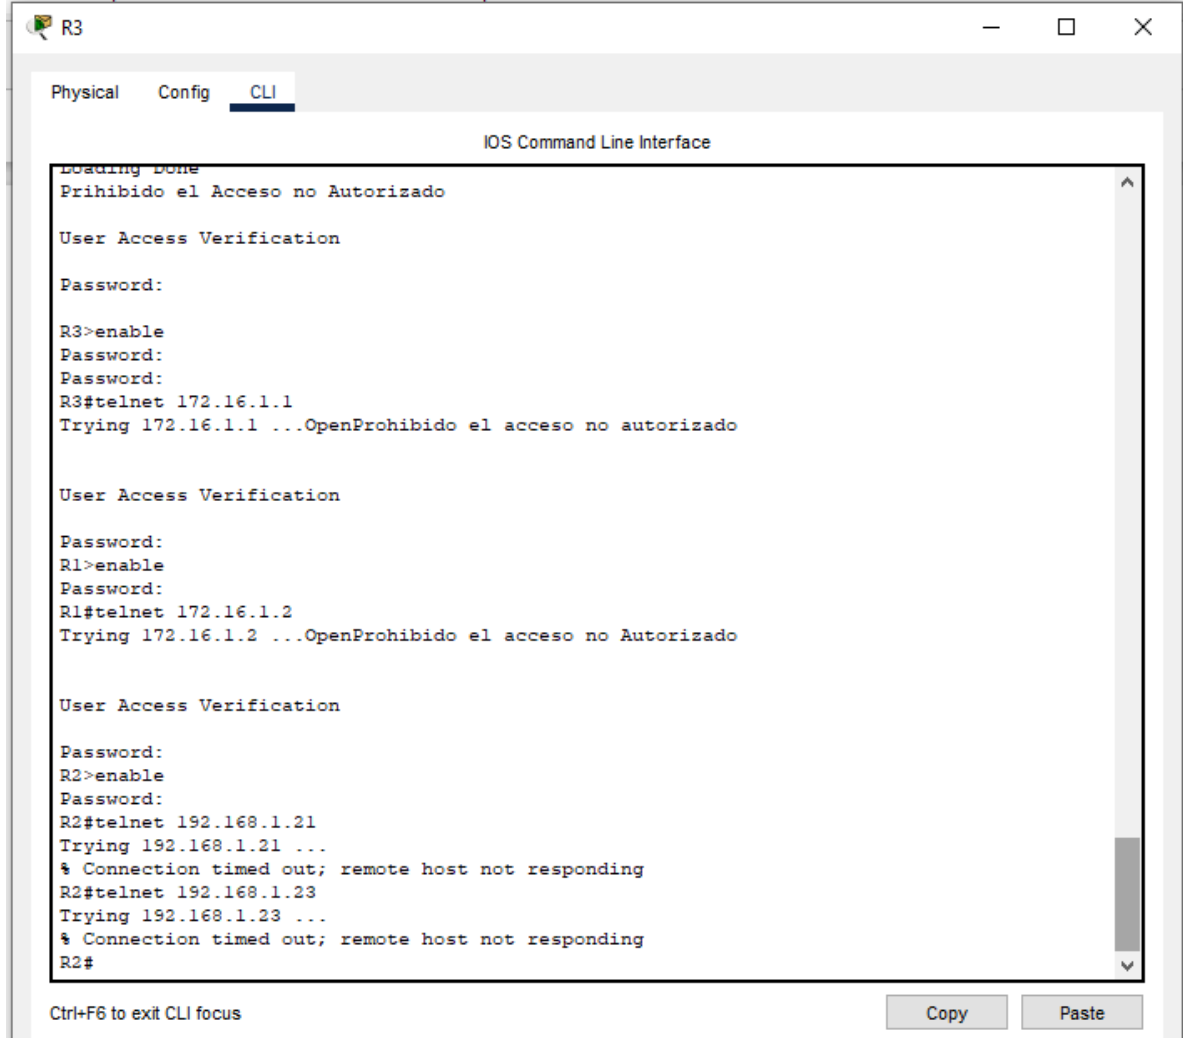 R3
Physical Config CLI
IOS Command Line Interface
Loading Done
Prihibido el Acceso no Autorizado
User Access Verification
Password:
R3>enable
Password:
Password:
R3#telnet 172.16.1.1
Trying 172.16.1.1 ...OpenProhibido el acceso no autorizado
User Access Verification
Password:
R1>enable
Password:
R1#telnet 172.16.1.2
Trying 172.16.1.2 ...OpenProhibido el acceso no Autorizado
User Access Verification
Password:
R2>enable
Password:
R2#telnet 192.168.1.21
Trying 192.168.1.21 ...
% Connection timed out; remote host not responding
R2#telnet 192.168.1.23
Trying 192.168.1.23 ...
% Connection timed out; remote host not responding
R2#
Ctrl+F6 to exit CLI focus
Copy Paste